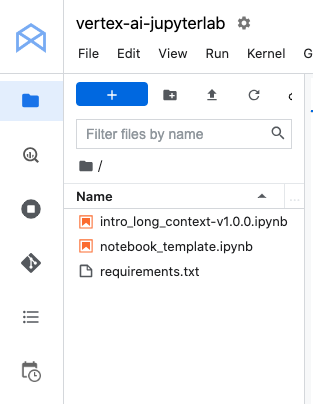 vertex-ai-jupyterlab
File Edit View Run Kernel G
Filter files by name
/
Name
intro_long_context-v1.0.0.ipynb
notebook_template.ipynb
requirements.txt